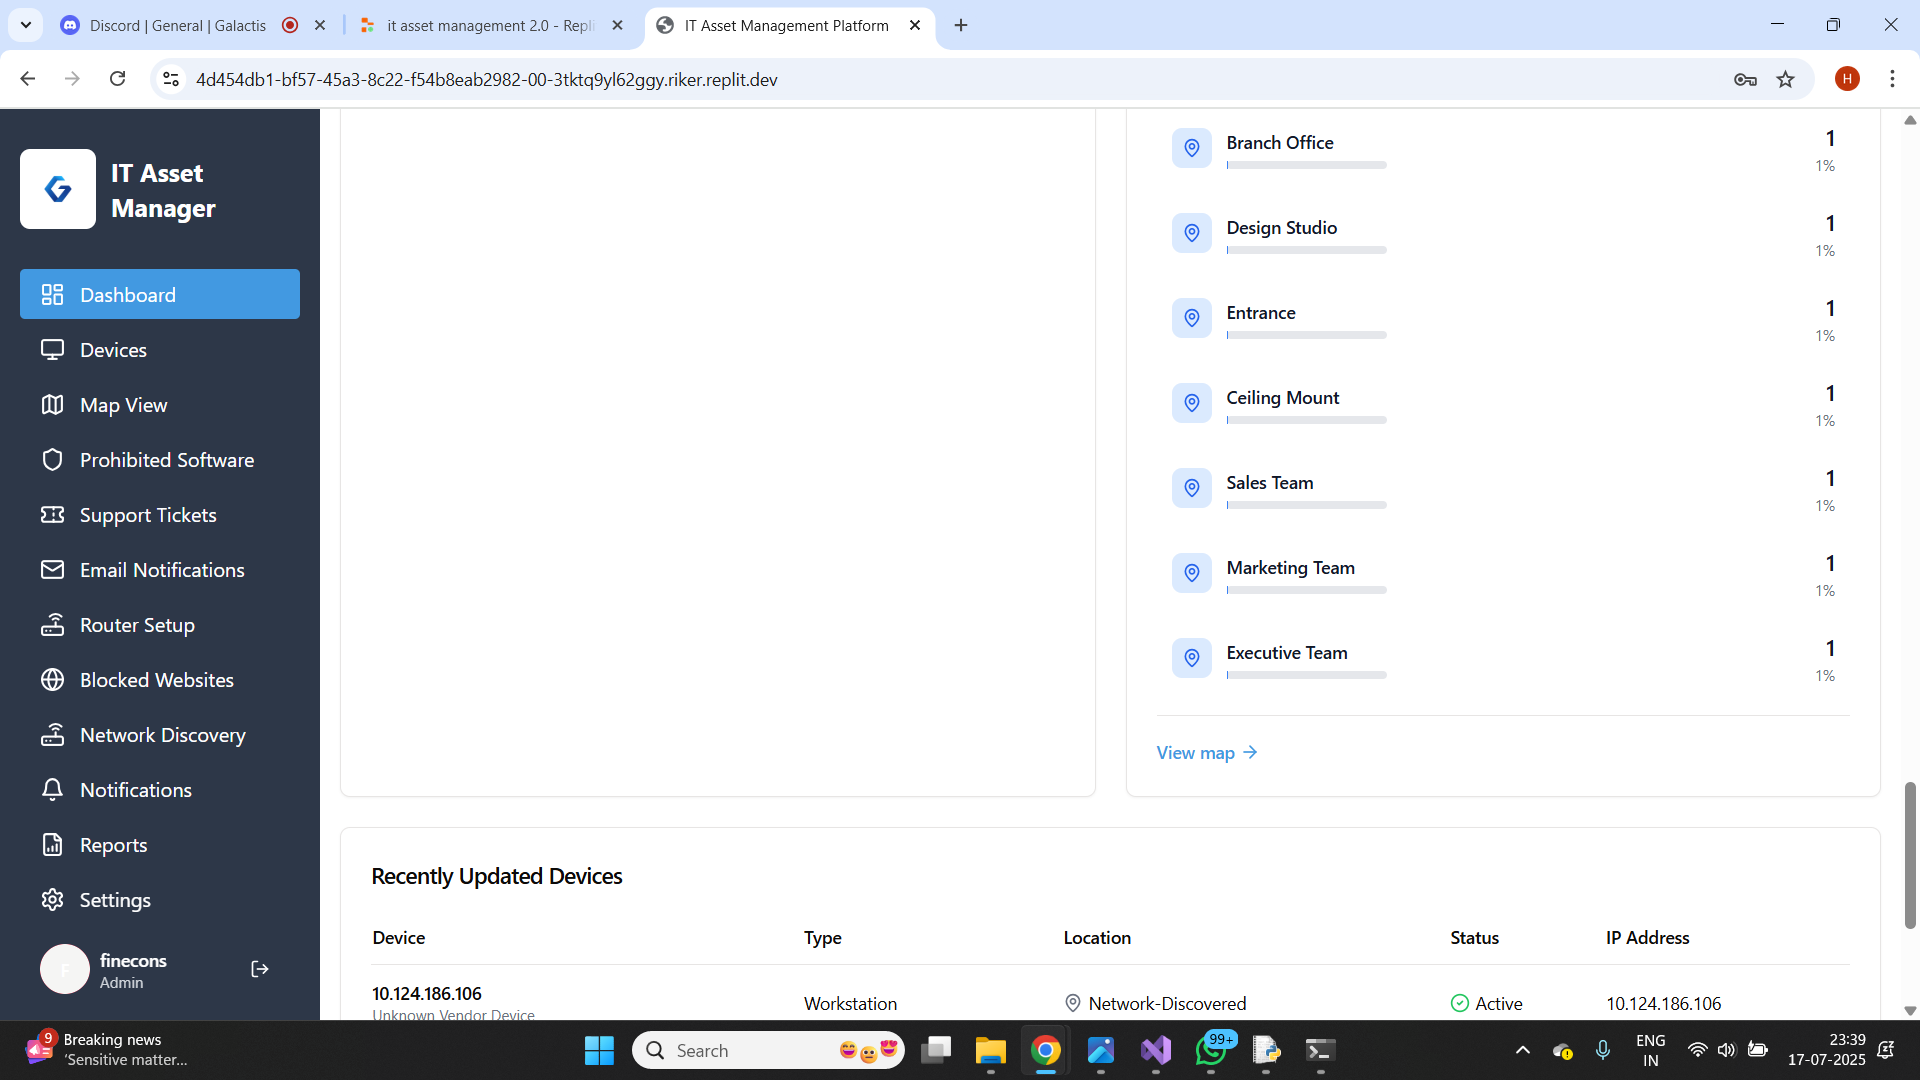 Discord | General | Galactis
it asset management 2.0 - Repli
IT Asset Management Platform
4d454db1-bf57-45a3-8c22-f54b8eab2982-00-3tktq9yl62ggy.riker.replit.dev
H
IT Asset
Manager
Dashboard
Devices
Map View
Prohibited Software
Support Tickets
Email Notifications
Router Setup
Blocked Websites
Network Discovery
Notifications
Reports
Settings
F
finecons
Admin
Branch Office
1
1%
Design Studio
1
1%
Entrance
1
1%
Ceiling Mount
1
1%
Sales Team
1
1%
Marketing Team
1
1%
Executive Team
1
1%
View map
Recently Updated Devices
Device Type Location Status IP Address
10.124.186.106
Unknown Vendor Device
Workstation Network-Discovered Active 10.124.186.106
9
Breaking news
'Sensitive matter...
Search
99+
ENG
IN
23:39
17-07-2025